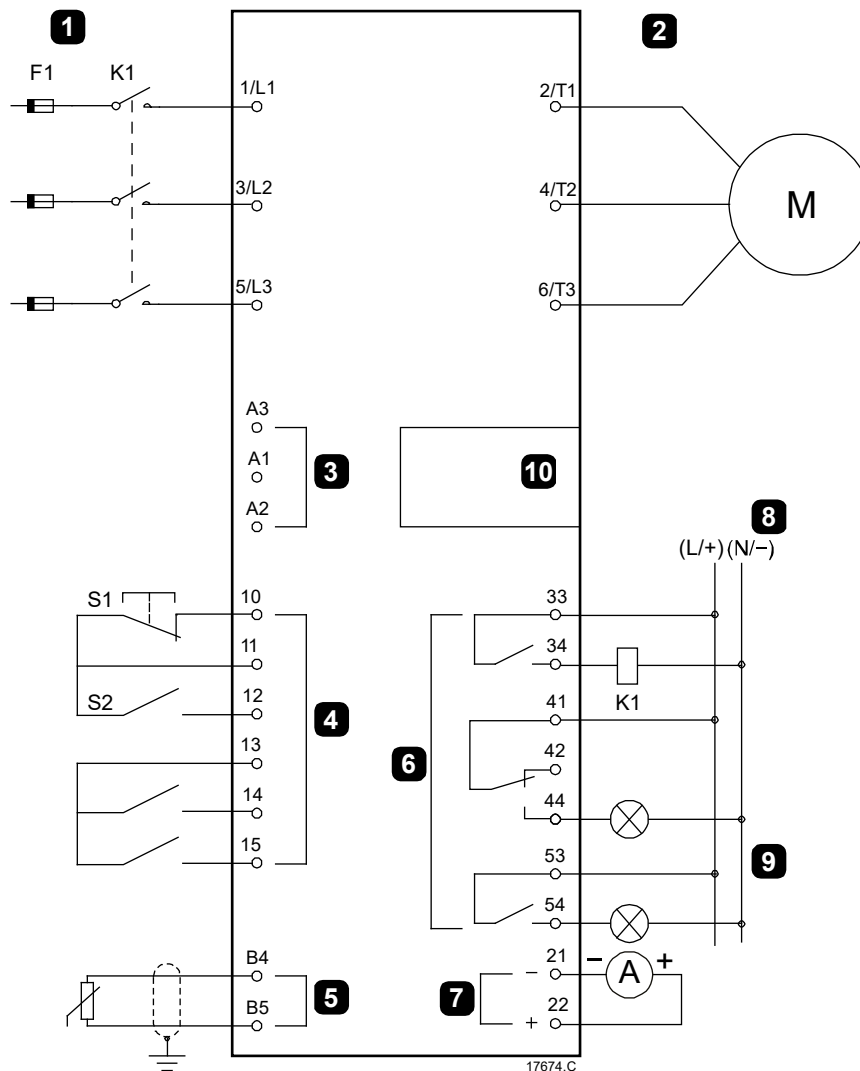 1
2
F1 K1
1/L1 2/T1
M
3/L2 4/T2
5/L3 6/T3
A3
A1 3 10
A2
8
(L/+) (N/−)
S1 10 33
11 34
K1
S2 12 41
4
13 42
6
14 44
15 53
9
54
B4 21
− − A +
5 7
B5 22
+
17674.C